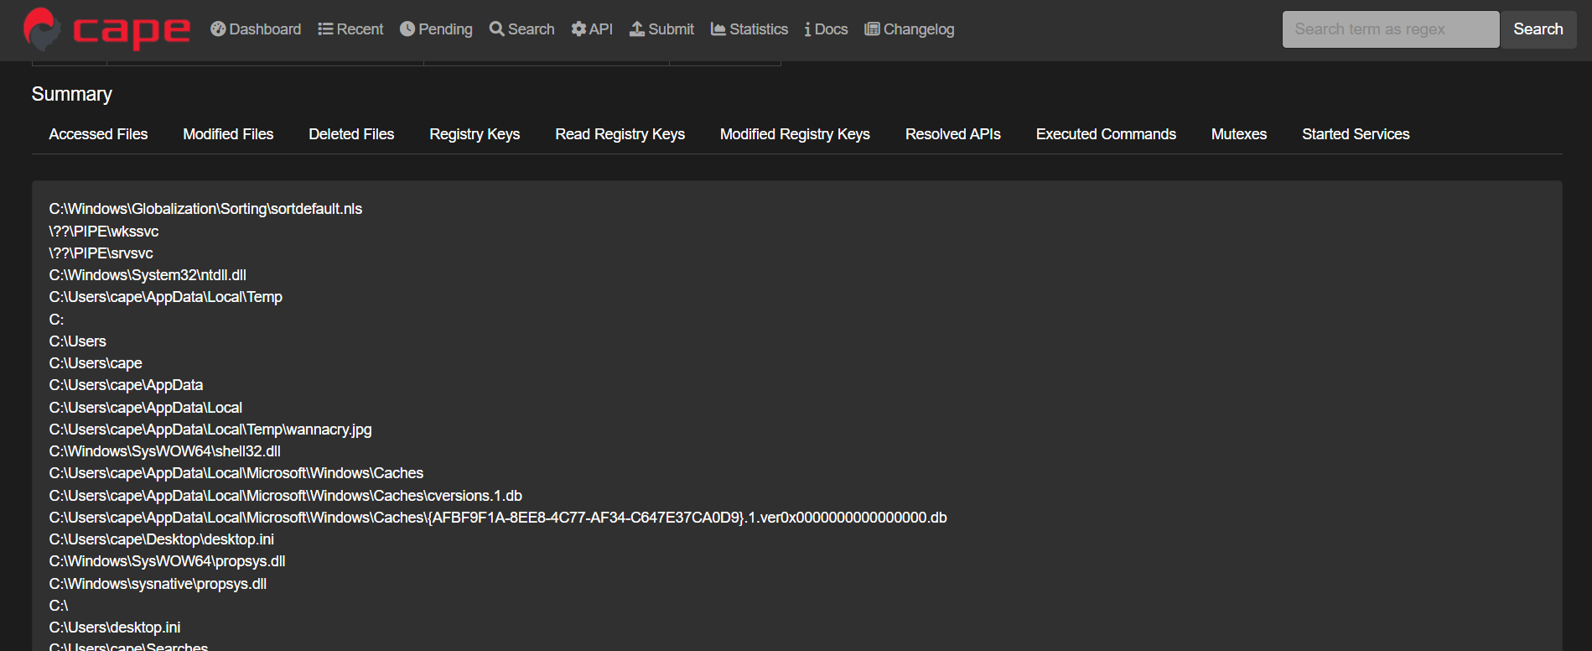 cape Dashboard Recent Pending Search API Submit Statistics Docs Changelog Search term as regex Search
Summary
Accessed Files Modified Files Deleted Files Registry Keys Read Registry Keys Modified Registry Keys Resolved APIs Executed Commands Mutexes Started Services
C:\Windows\Globalization\Sorting\sortdefault.nls
\??\PIPE\wkssvc
\??\PIPE\srvsvc
C:\Windows\System32\ntdll.dll
C:\Users\cape\AppData\Local\Temp
C:
C:\Users
C:\Users\cape
C:\Users\cape\AppData
C:\Users\cape\AppData\Local
C:\Users\cape\AppData\Local\Temp\wannacry.jpg
C:\Windows\SysWOW64\shell32.dll
C:\Users\cape\AppData\Local\Microsoft\Windows\Caches
C:\Users\cape\AppData\Local\Microsoft\Windows\Caches\cversions.1.db
C:\Users\cape\AppData\Local\Microsoft\Windows\Caches\{AFBF9F1A-8EE8-4C77-AF34-C647E37CA0D9}.1.ver0x0000000000000000.db
C:\Users\cape\Desktop\desktop.ini
C:\Windows\SysWOW64\propsys.dll
C:\Windows\sysnative\propsys.dll
C:\
C:\Users\desktop.ini
C:\Users\cape\Searches